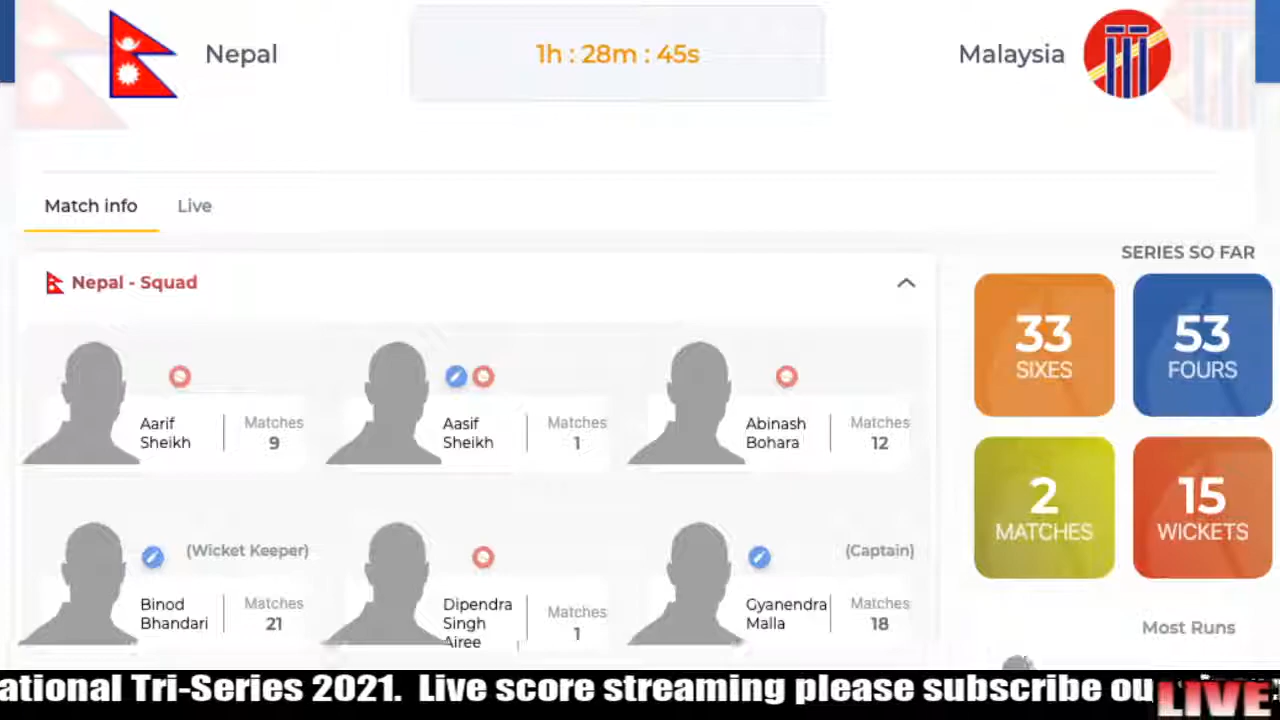 Nepal
1h : 28m : 45s
Malaysia
Match info
Live
SERIES SO FAR
Nepal - Squad
33
SIXES
53
FOURS
Aarif
Sheikh
Matches
9
Aasif
Sheikh
Matches
1
Abinash
Bohara
Matches
12
2
MATCHES
15
WICKETS
(Wicket Keeper)
Binod
Bhandari
Matches
21
Dipendra
Singh
Airee
Matches
1
(Captain)
Gyanendra
Malla
Matches
18
Most Runs
ational Tri-Series 2021. Live score streaming please subscribe ou
LIVE